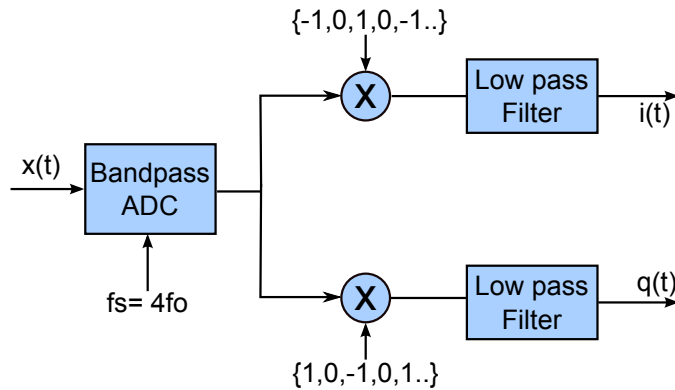 {-1,0,1,0,-1..}
X
Low pass
Filter
i(t)
x(t)
Bandpass
ADC
fs= 4fo
X
Low pass
Filter
q(t)
{1,0,-1,0,1..}